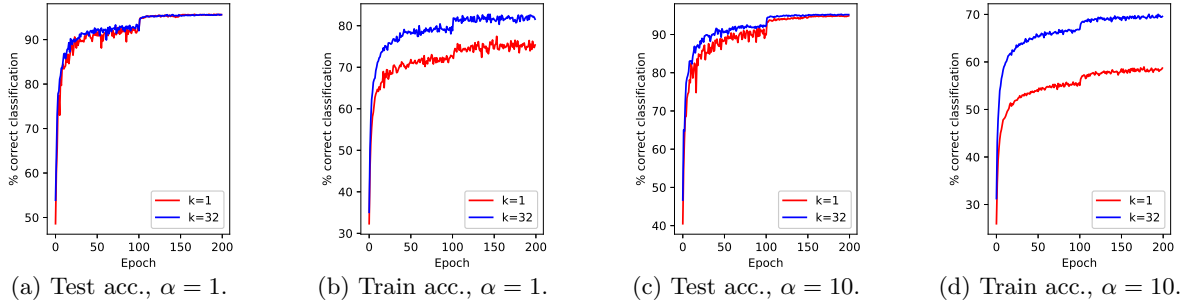 % correct classification
90
80
70
60
50
0 50 100 150 200
Epoch
k=1
k=32
(a) Test acc., α = 1.
% correct classification
80
70
60
50
40
30
0 50 100 150 200
Epoch
k=1
k=32
(b) Train acc., α = 1.
% correct classification
90
80
70
60
50
40
0 50 100 150 200
Epoch
k=1
k=32
(c) Test acc., α = 10.
% correct classification
70
60
50
40
30
0 50 100 150 200
Epoch
k=1
k=32
(d) Train acc., α = 10.